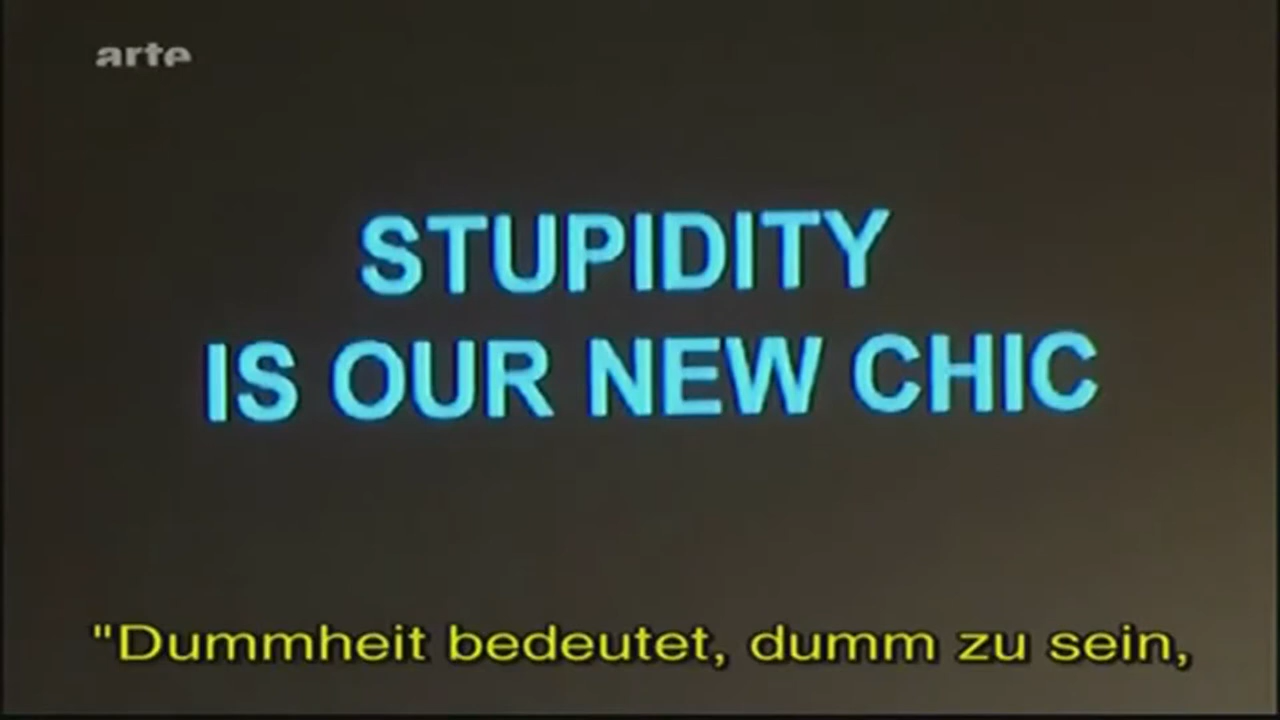 arte
STUPIDITY
IS OUR NEW CHIC
"Dummheit bedeutet, dumm zu sein,